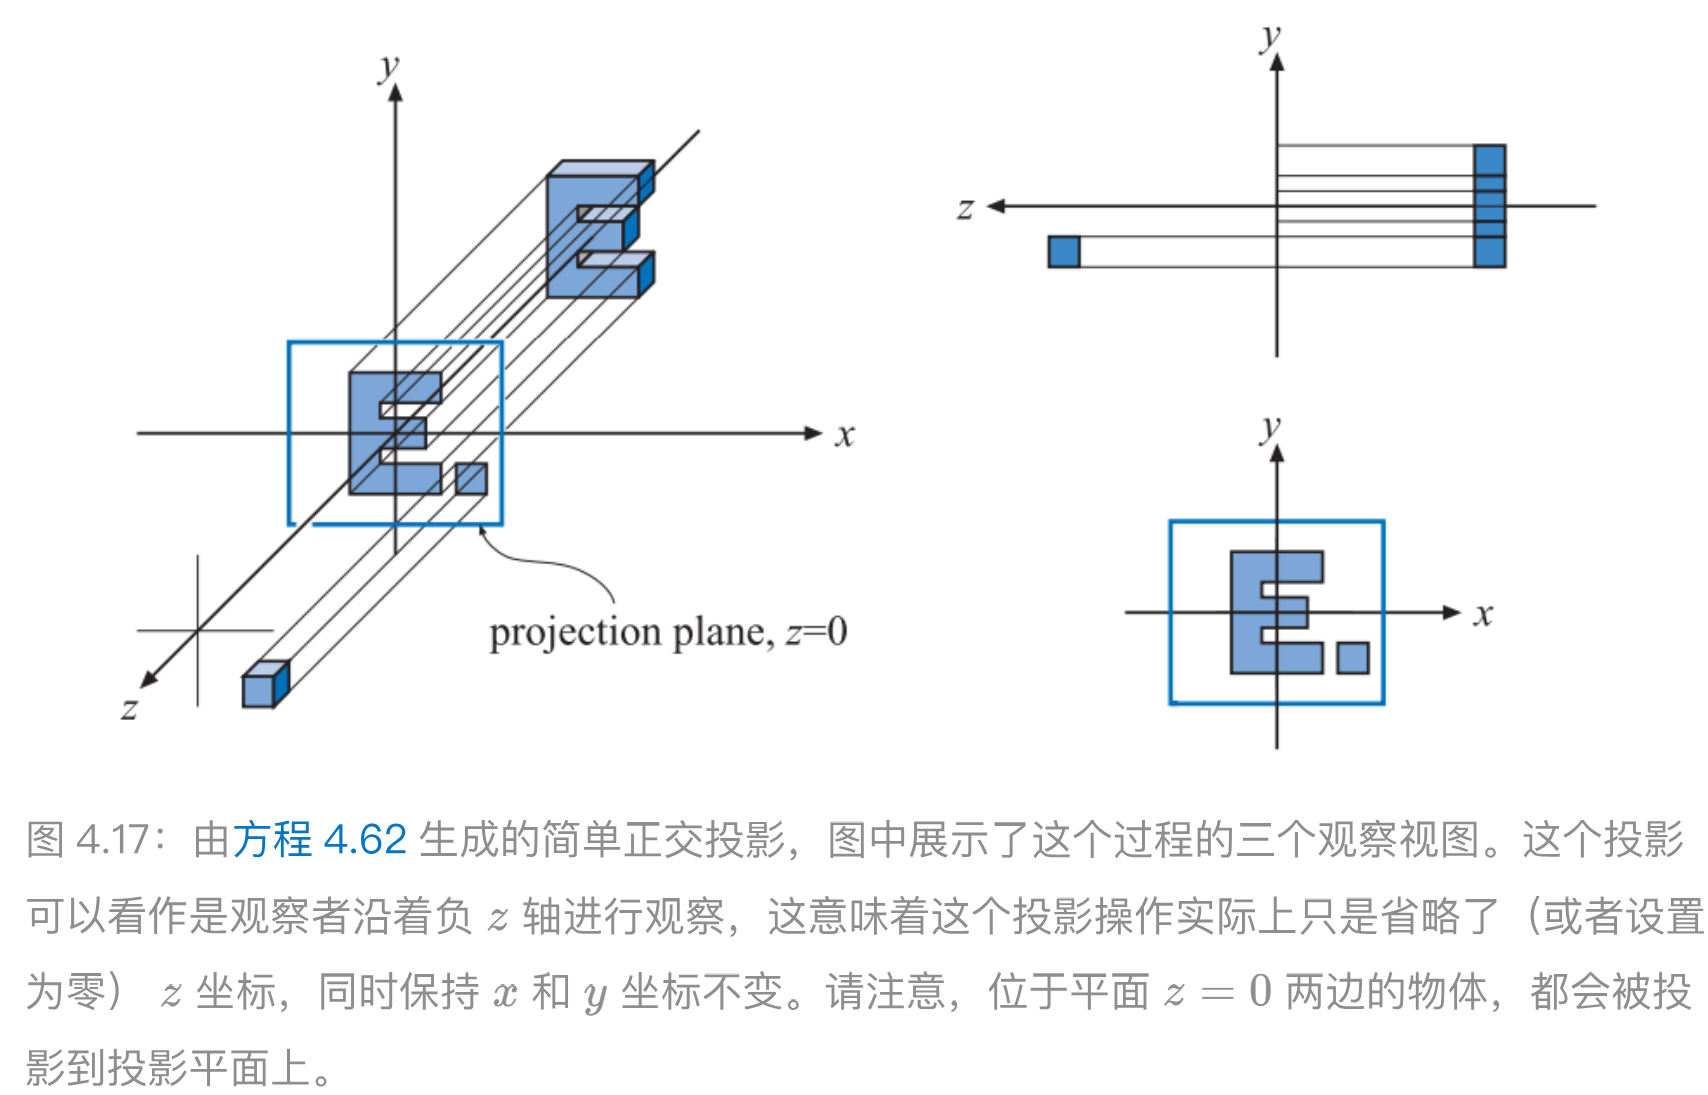 y
x
z
projection plane, z=0
y
z
y
x
图 4.17：由方程 4.62 生成的简单正交投影，图中展示了这个过程的三个观察视图。这个投影
可以看作是观察者沿着负 z 轴进行观察，这意味着这个投影操作实际上只是省略了（或者设置
为零） z 坐标，同时保持 x 和 y 坐标不变。请注意，位于平面 z = 0 两边的物体，都会被投
影到投影平面上。